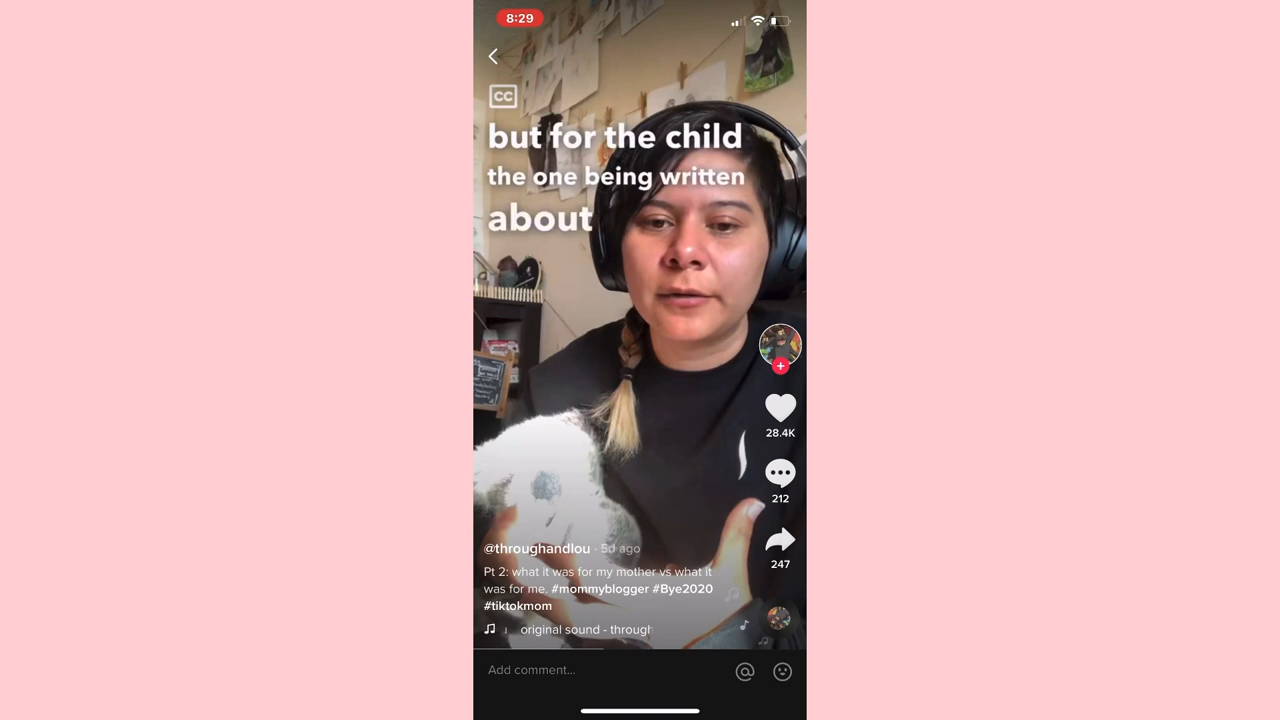 8:29
CC
but for the child
the one being written
about
28.4K
212
247
@throughandlou · 5d ago
Pt 2: what it was for my mother vs what it
was for me. #mommyblogger #Bye2020
#tiktokmom
original sound - through
Add comment...